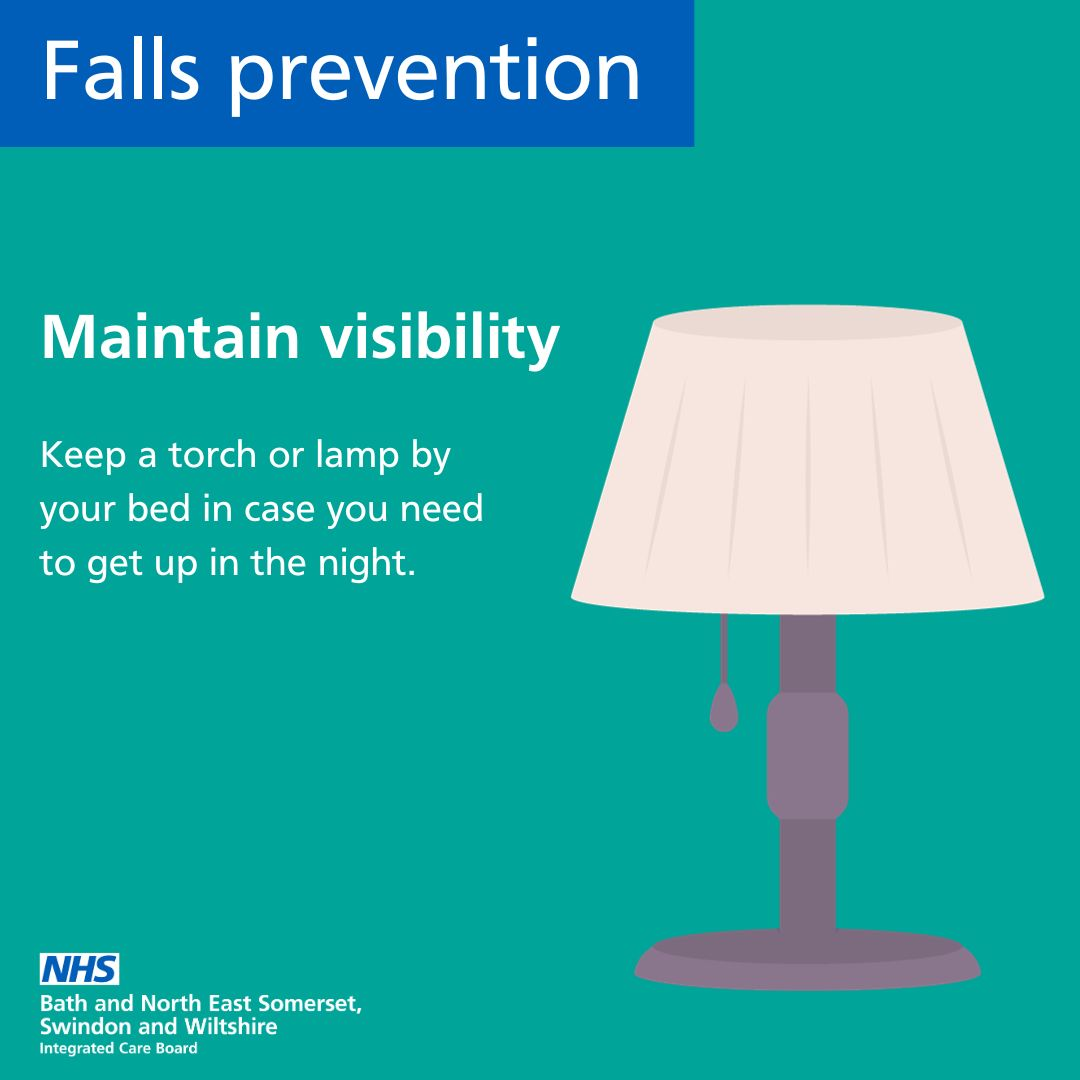 Falls prevention
Maintain visibility
Keep a torch or lamp by
your bed in case you need
to get up in the night.
NHS
Bath and North East Somerset,
Swindon and Wiltshire
Integrated Care Board